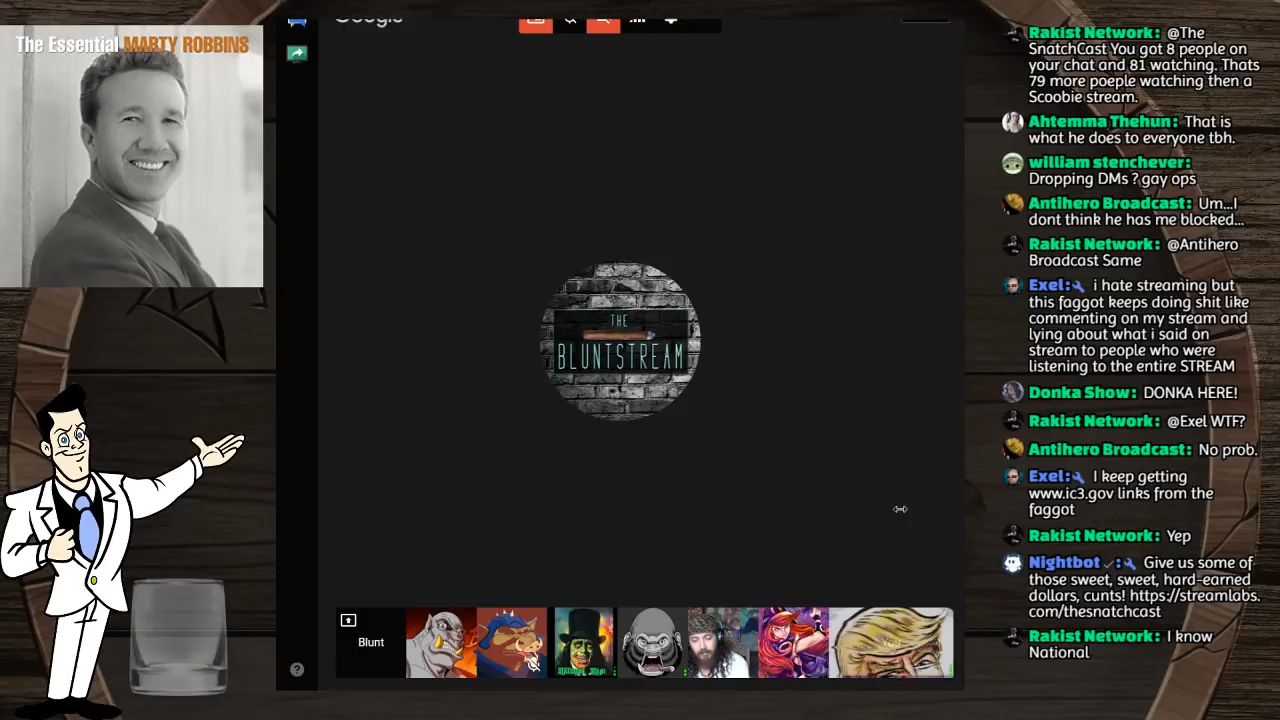 Google
The Essential MARTY ROBBINS
THE
BLUNTSTREAM
Blunt
Rakist Network: @The
SnatchCast You got 8 people on
your chat and 81 watching. Thats
79 more poeple watching then a
Scoobie stream.
Ahtemma Thehun: That is
what he does to everyone tbh.
william stenchever:
Dropping DMs ? gay ops
Antihero Broadcast: Um...I
dont think he has me blocked...
Rakist Network: @Antihero
Broadcast Same
Exel: i hate streaming but
this faggot keeps doing shit like
commenting on my stream and
lying about what i said on
stream to people who were
listening to the entire STREAM
Donka Show: DONKA HERE!
Rakist Network: @Exel WTF?
Antihero Broadcast: No prob.
Exel: I keep getting
www.ic3.gov links from the
faggot
Rakist Network: Yep
Nightbot ✓: Give us some of
those sweet, sweet, hard-earned
dollars, cunts! https://streamlabs.
com/thesnatchcast
Rakist Network: I know
National